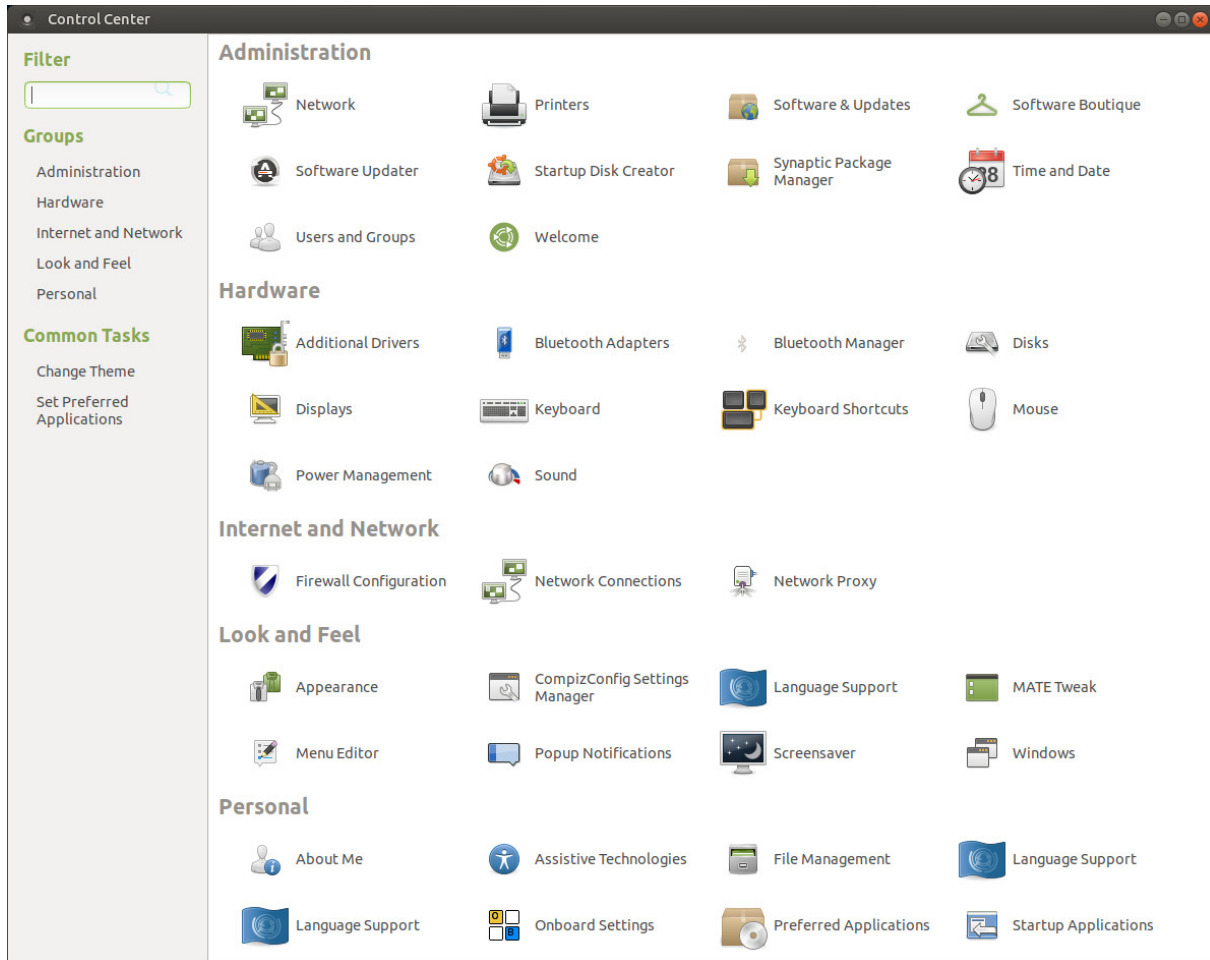 Control Center
Filter
Groups
Administration
Hardware
Internet and Network
Look and Feel
Personal
Common Tasks
Change Theme
Set Preferred
Applications
Administration
Network
Printers
Software & Updates
Software Boutique
Software Updater
Startup Disk Creator
Synaptic Package
Manager
38
Time and Date
Users and Groups
Welcome
Hardware
Additional Drivers
Bluetooth Adapters
Bluetooth Manager
Disks
Displays
Keyboard
Keyboard Shortcuts
Mouse
Power Management
Sound
Internet and Network
Firewall Configuration
Network Connections
Network Proxy
Look and Feel
Appearance
CompizConfig Settings
Manager
Language Support
MATE Tweak
Menu Editor
Popup Notifications
Screensaver
Windows
Personal
About Me
Assistive Technologies
File Management
Language Support
Language Support
O
B
Onboard Settings
Preferred Applications
Startup Applications